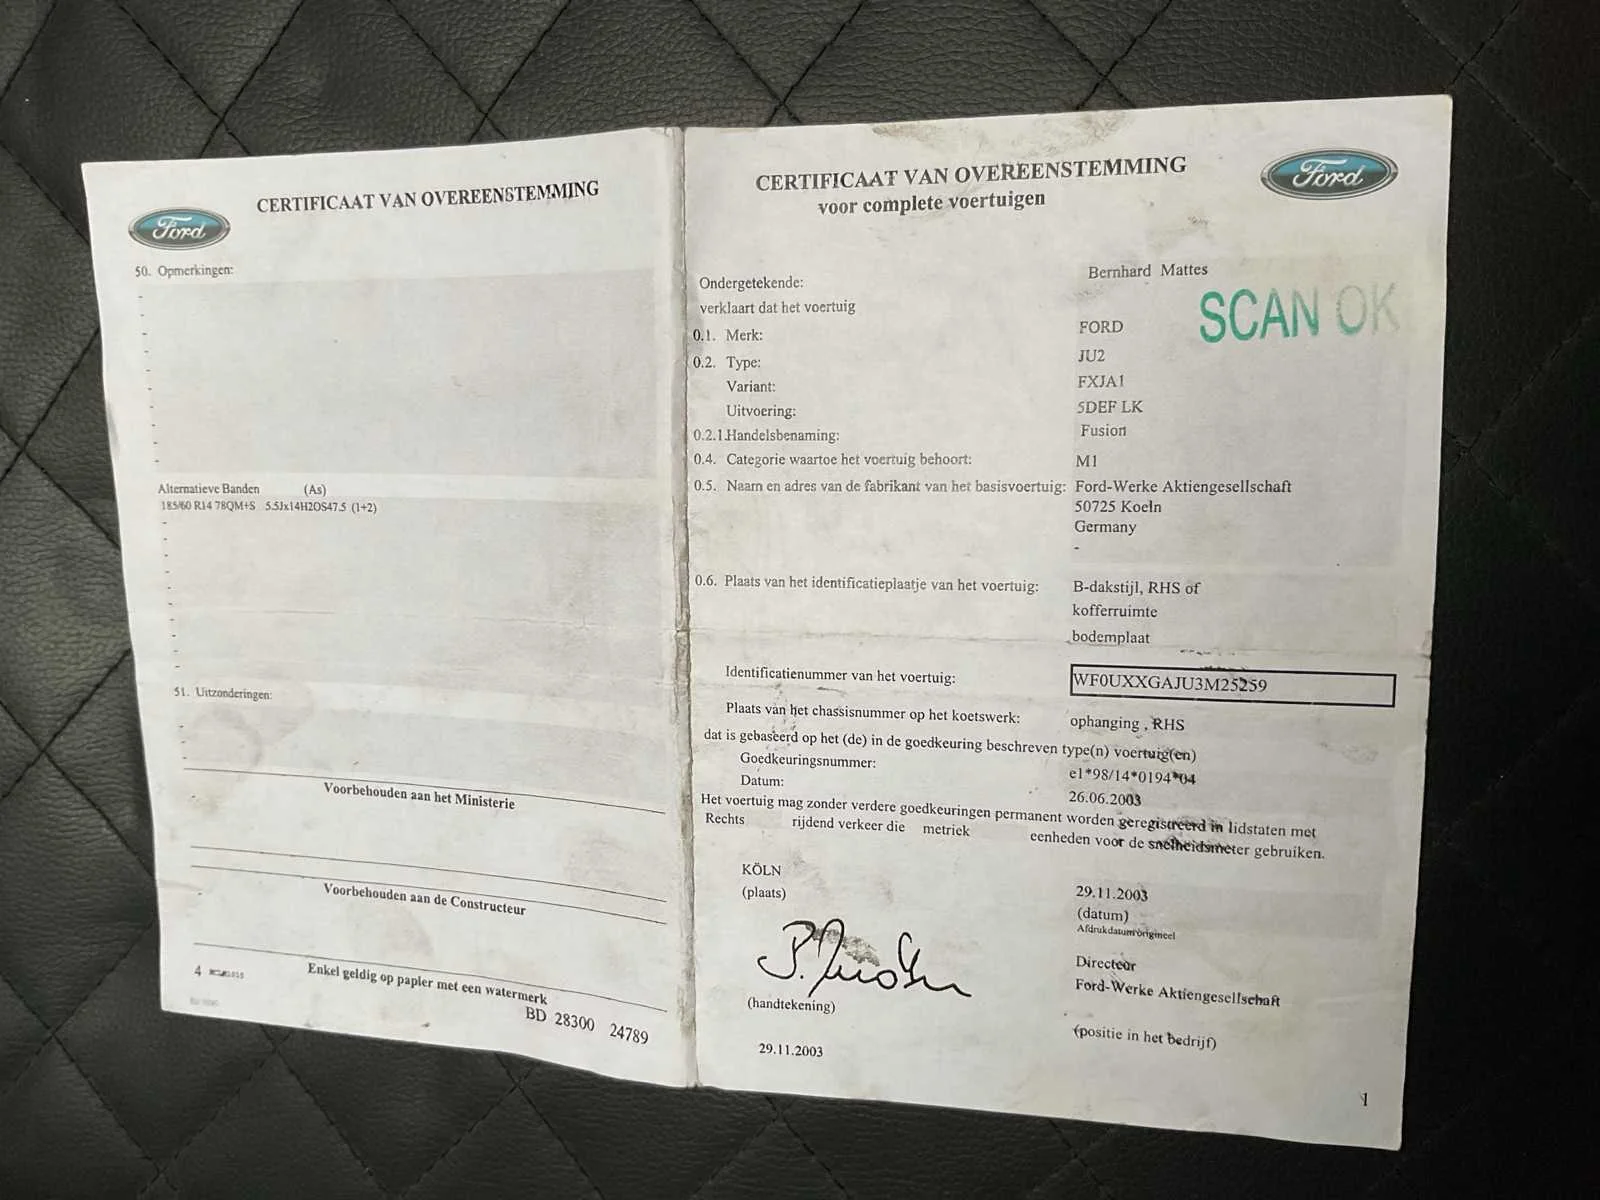 Ford
CERTIFICAAT VAN OVEREENSTEMMING
50. Opmerkingen:
Alternatieve Banden (As)
185/60 R14 78QM+S 5.5Jx14H2OS47.5 (1+2)
51. Uitzonderingen:
Voorbehouden aan het Ministerie
Voorbehouden aan de Constructeur
4
Enkel geldig op papier met een watermerk
BD 28300 24789
CERTIFICAAT VAN OVEREENSTEMMING
voor complete voertuigen
Ford
Ondergetekende: Bernhard Mattes
verklaart dat het voertuig
SCAN OK
0.1. Merk: FORD
0.2. Type: JU2
Variant: FXJA1
Uitvoering: 5DEF LK
0.2.1.Handelsbenaming: Fusion
0.4. Categorie waartoe het voertuig behoort: M1
0.5. Naam en adres van de fabrikant van het basisvoertuig: Ford-Werke Aktiengesellschaft
50725 Koeln
Germany
-
0.6. Plaats van het identificatieplaatje van het voertuig: B-dakstijl, RHS of
kofferruimte
bodemplaat
Identificatienummer van het voertuig: WF0UXXGAJU3M25259
Plaats van het chassisnummer op het koetswerk: ophanging , RHS
dat is gebaseerd op het (de) in de goedkeuring beschreven type(n) voertuig(en)
Goedkeuringsnummer: e1*98/14*0194*04
Datum: 26.06.2003
Het voertuig mag zonder verdere goedkeuringen permanent worden geregistreerd in lidstaten met
Rechts rijdend verkeer die metriek eenheden voor de snelheidsmeter gebruiken.
KÖLN 29.11.2003
(plaats) (datum)
Afdrukdatum origineel
Directeur
Ford-Werke Aktiengesellschaft
(handtekening)
(positie in het bedrijf)
29.11.2003
1